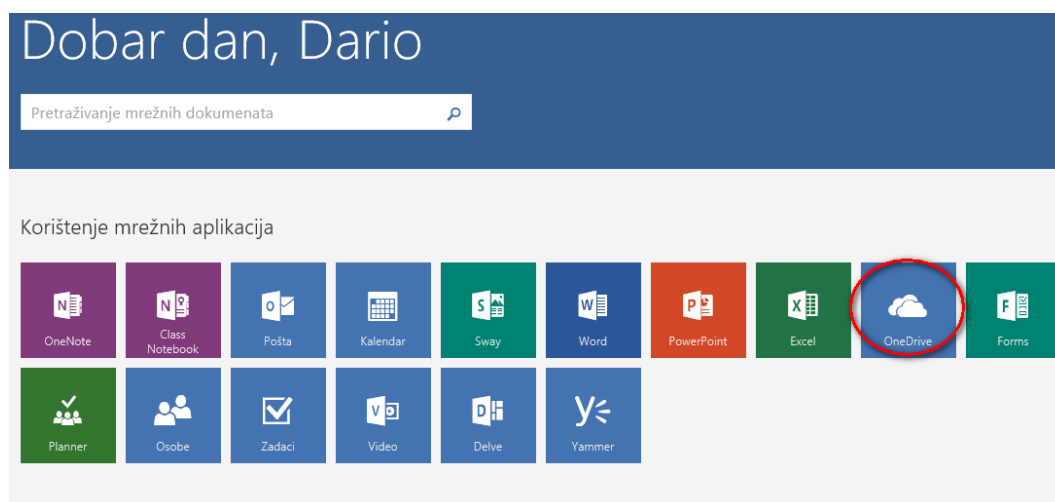 Dobar dan, Dario
Pretraživanje mrežnih dokumenata
Korištenje mrežnih aplikacija
OneNote
Class
Notebook
Pošta
Kalendar
Sway
Word
PowerPoint
Excel
OneDrive
Forms
Planner
Osobe
Zadaci
Video
Delve
Yammer